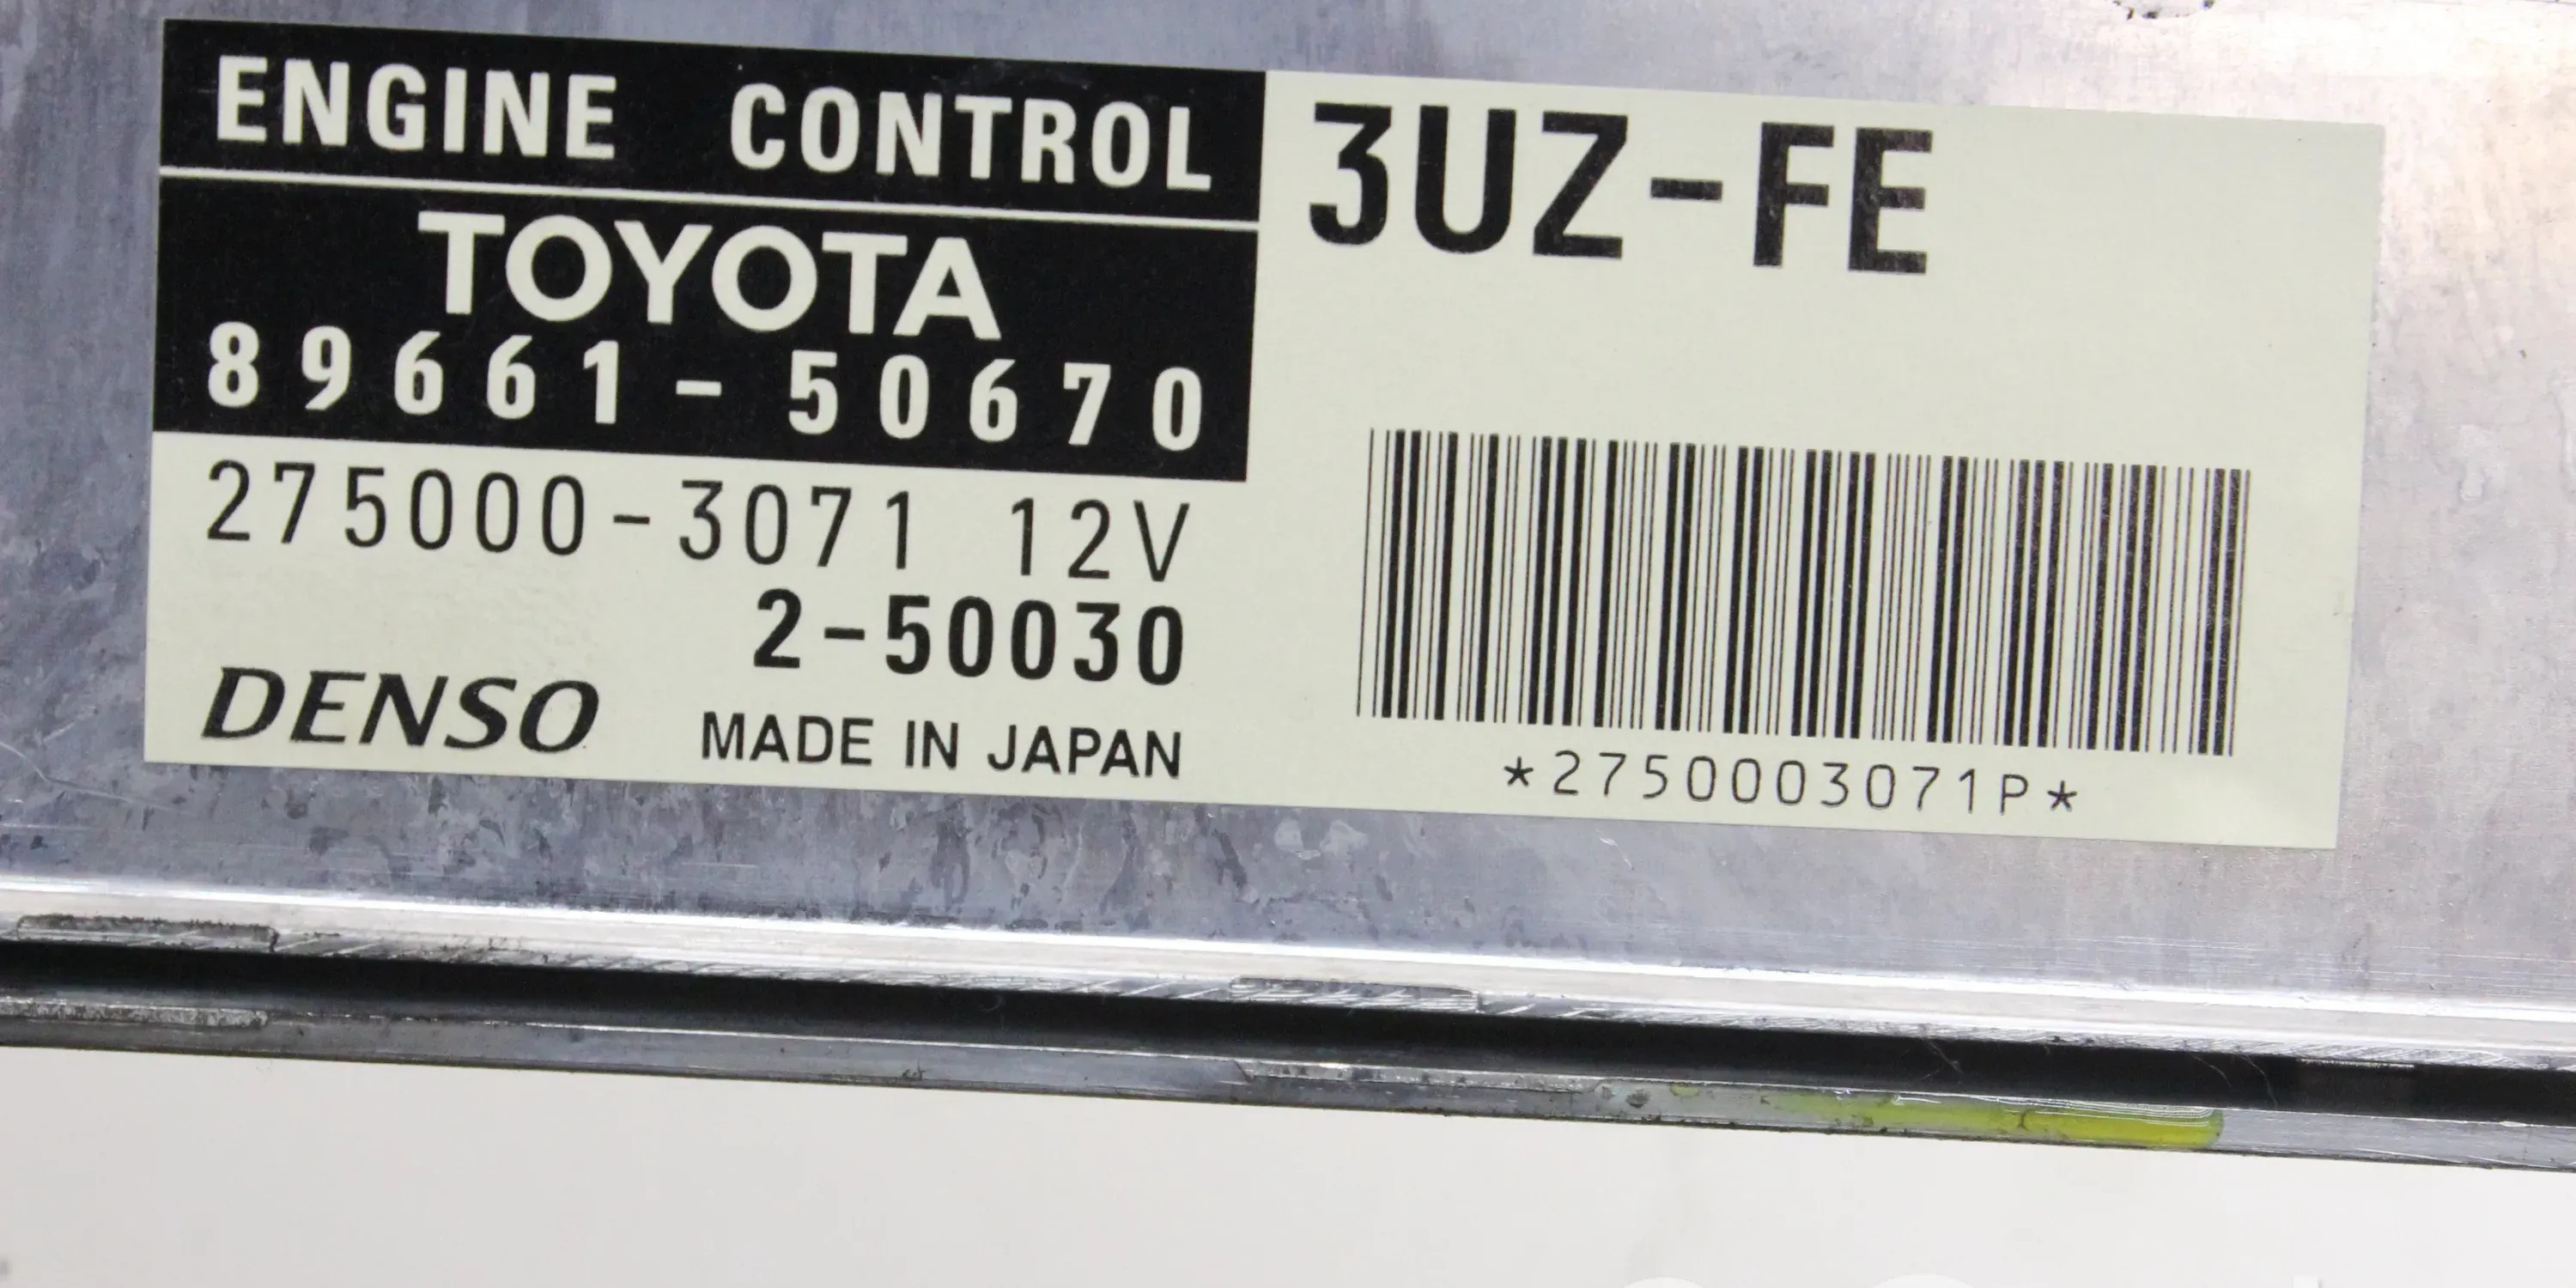 ENGINE CONTROL
TOYOTA
89661-50670
275000-3071 12V
2-50030
DENSO MADE IN JAPAN
3UZ-FE
*2750003071P*